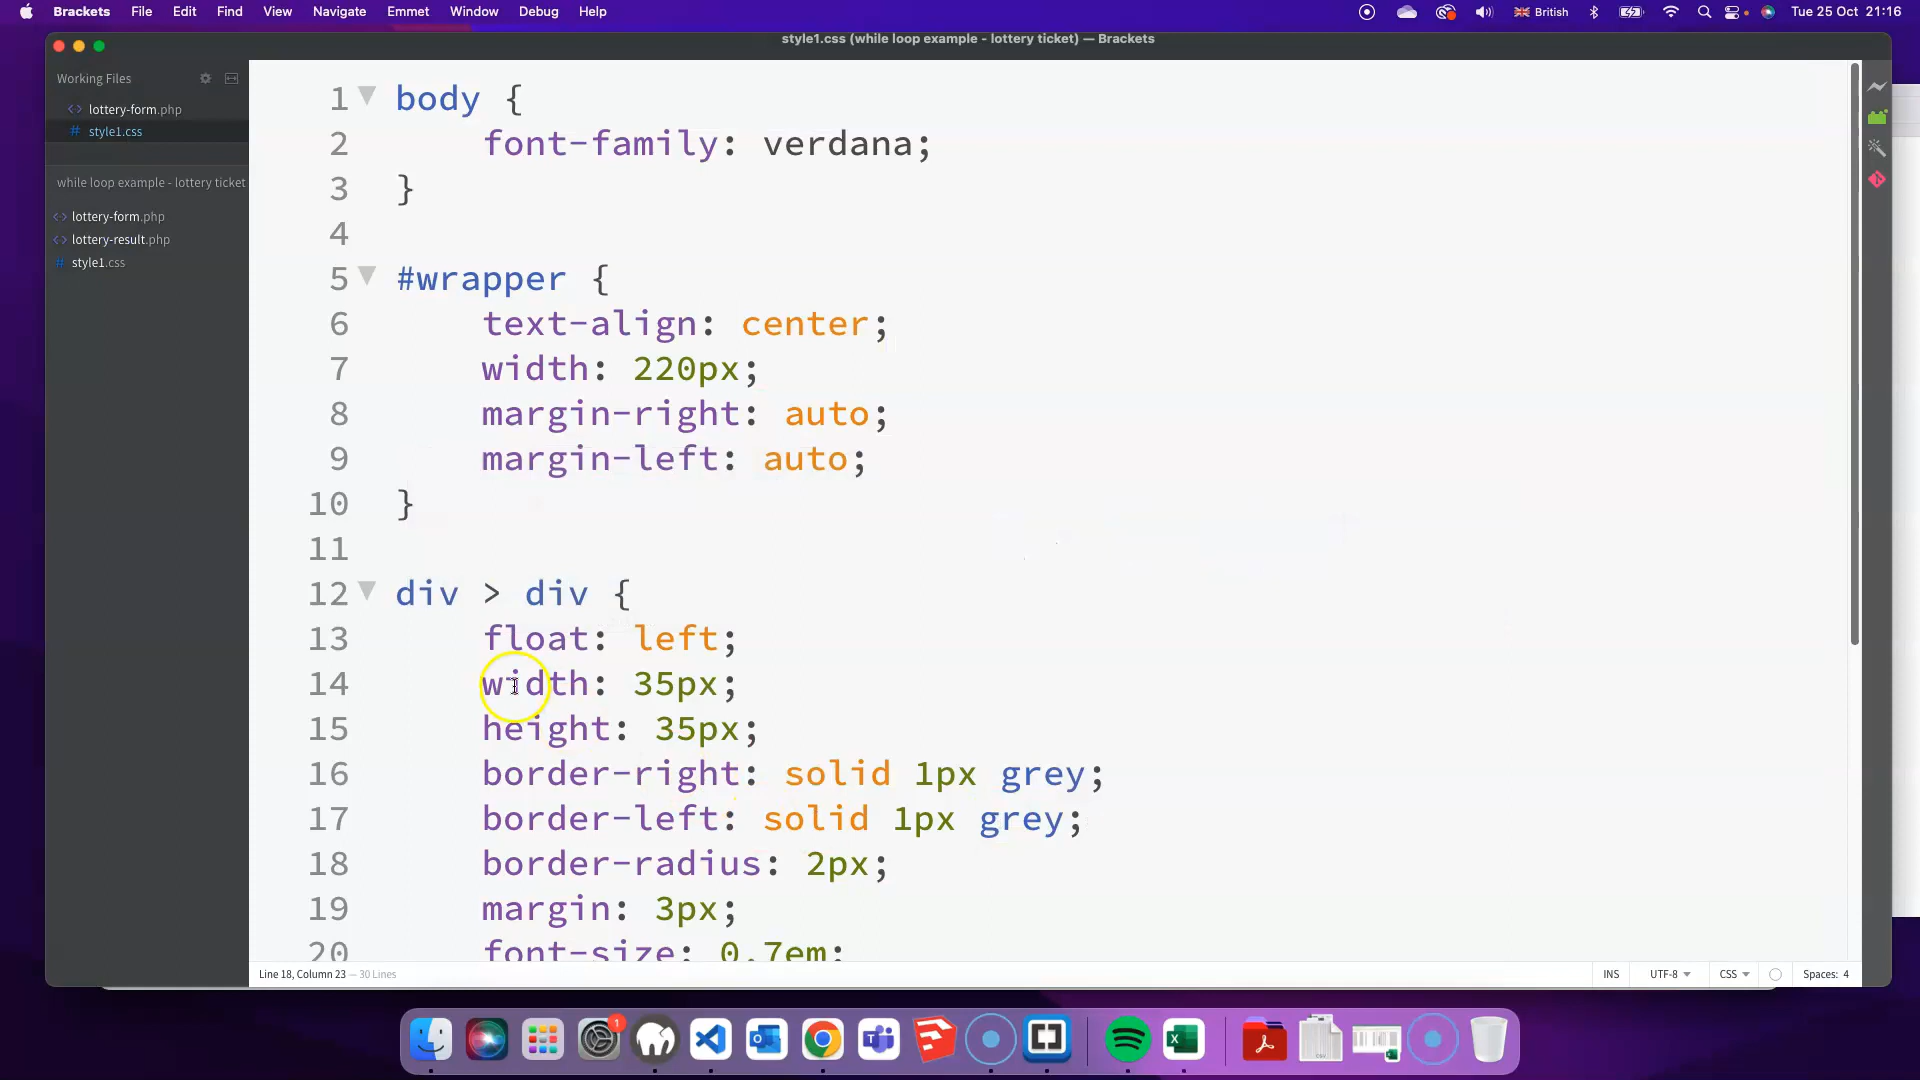 Brackets File Edit Find View Navigate Emmet Window Debug Help British Tue 25 Oct 21:16
style1.css (while loop example - lottery ticket) — Brackets
Working Files
lottery-form.php
style1.css
while loop example - lottery ticket
lottery-form.php
lottery-result.php
style1.css
1 body {
2 font-family: verdana;
3 }
4
5 #wrapper {
6 text-align: center;
7 width: 220px;
8 margin-right: auto;
9 margin-left: auto;
10 }
11
12 div > div {
13 float: left;
14 width: 35px;
15 height: 35px;
16 border-right: solid 1px grey;
17 border-left: solid 1px grey;
18 border-radius: 2px;
19 margin: 3px;
20 font-size: 0.7em;
Line 18, Column 23 — 30 Lines INS UTF-8 CSS Spaces: 4
1